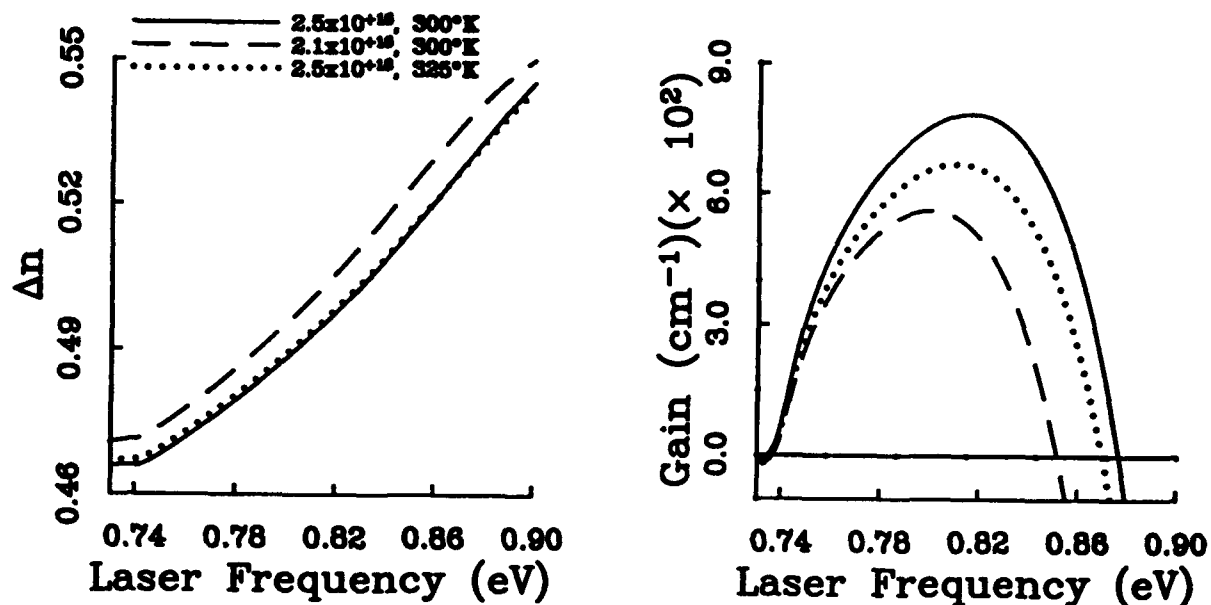 2.5x10+18, 300°K
2.1x10+18, 300°K
2.5x10+18, 325°K
0.55
0.52
0.49
0.46
Δn
0.74 0.78 0.82 0.86 0.90
Laser Frequency (eV)
9.0
6.0
3.0
0.0
Gain (cm⁻¹)(× 10²)
0.74 0.78 0.82 0.86 0.90
Laser Frequency (eV)